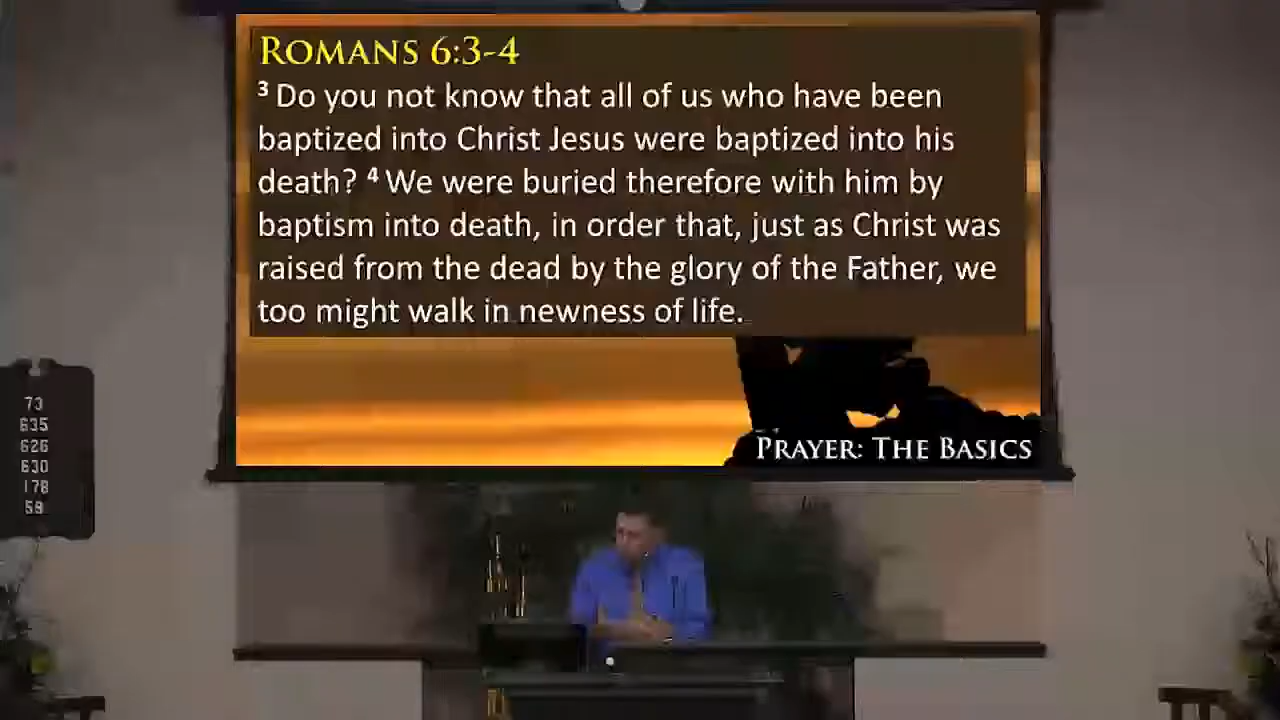 ROMANS 6:3-4
3 Do you not know that all of us who have been
baptized into Christ Jesus were baptized into his
death? 4 We were buried therefore with him by
baptism into death, in order that, just as Christ was
raised from the dead by the glory of the Father, we
too might walk in newness of life.
PRAYER: THE BASICS
73
635
626
630
178
59